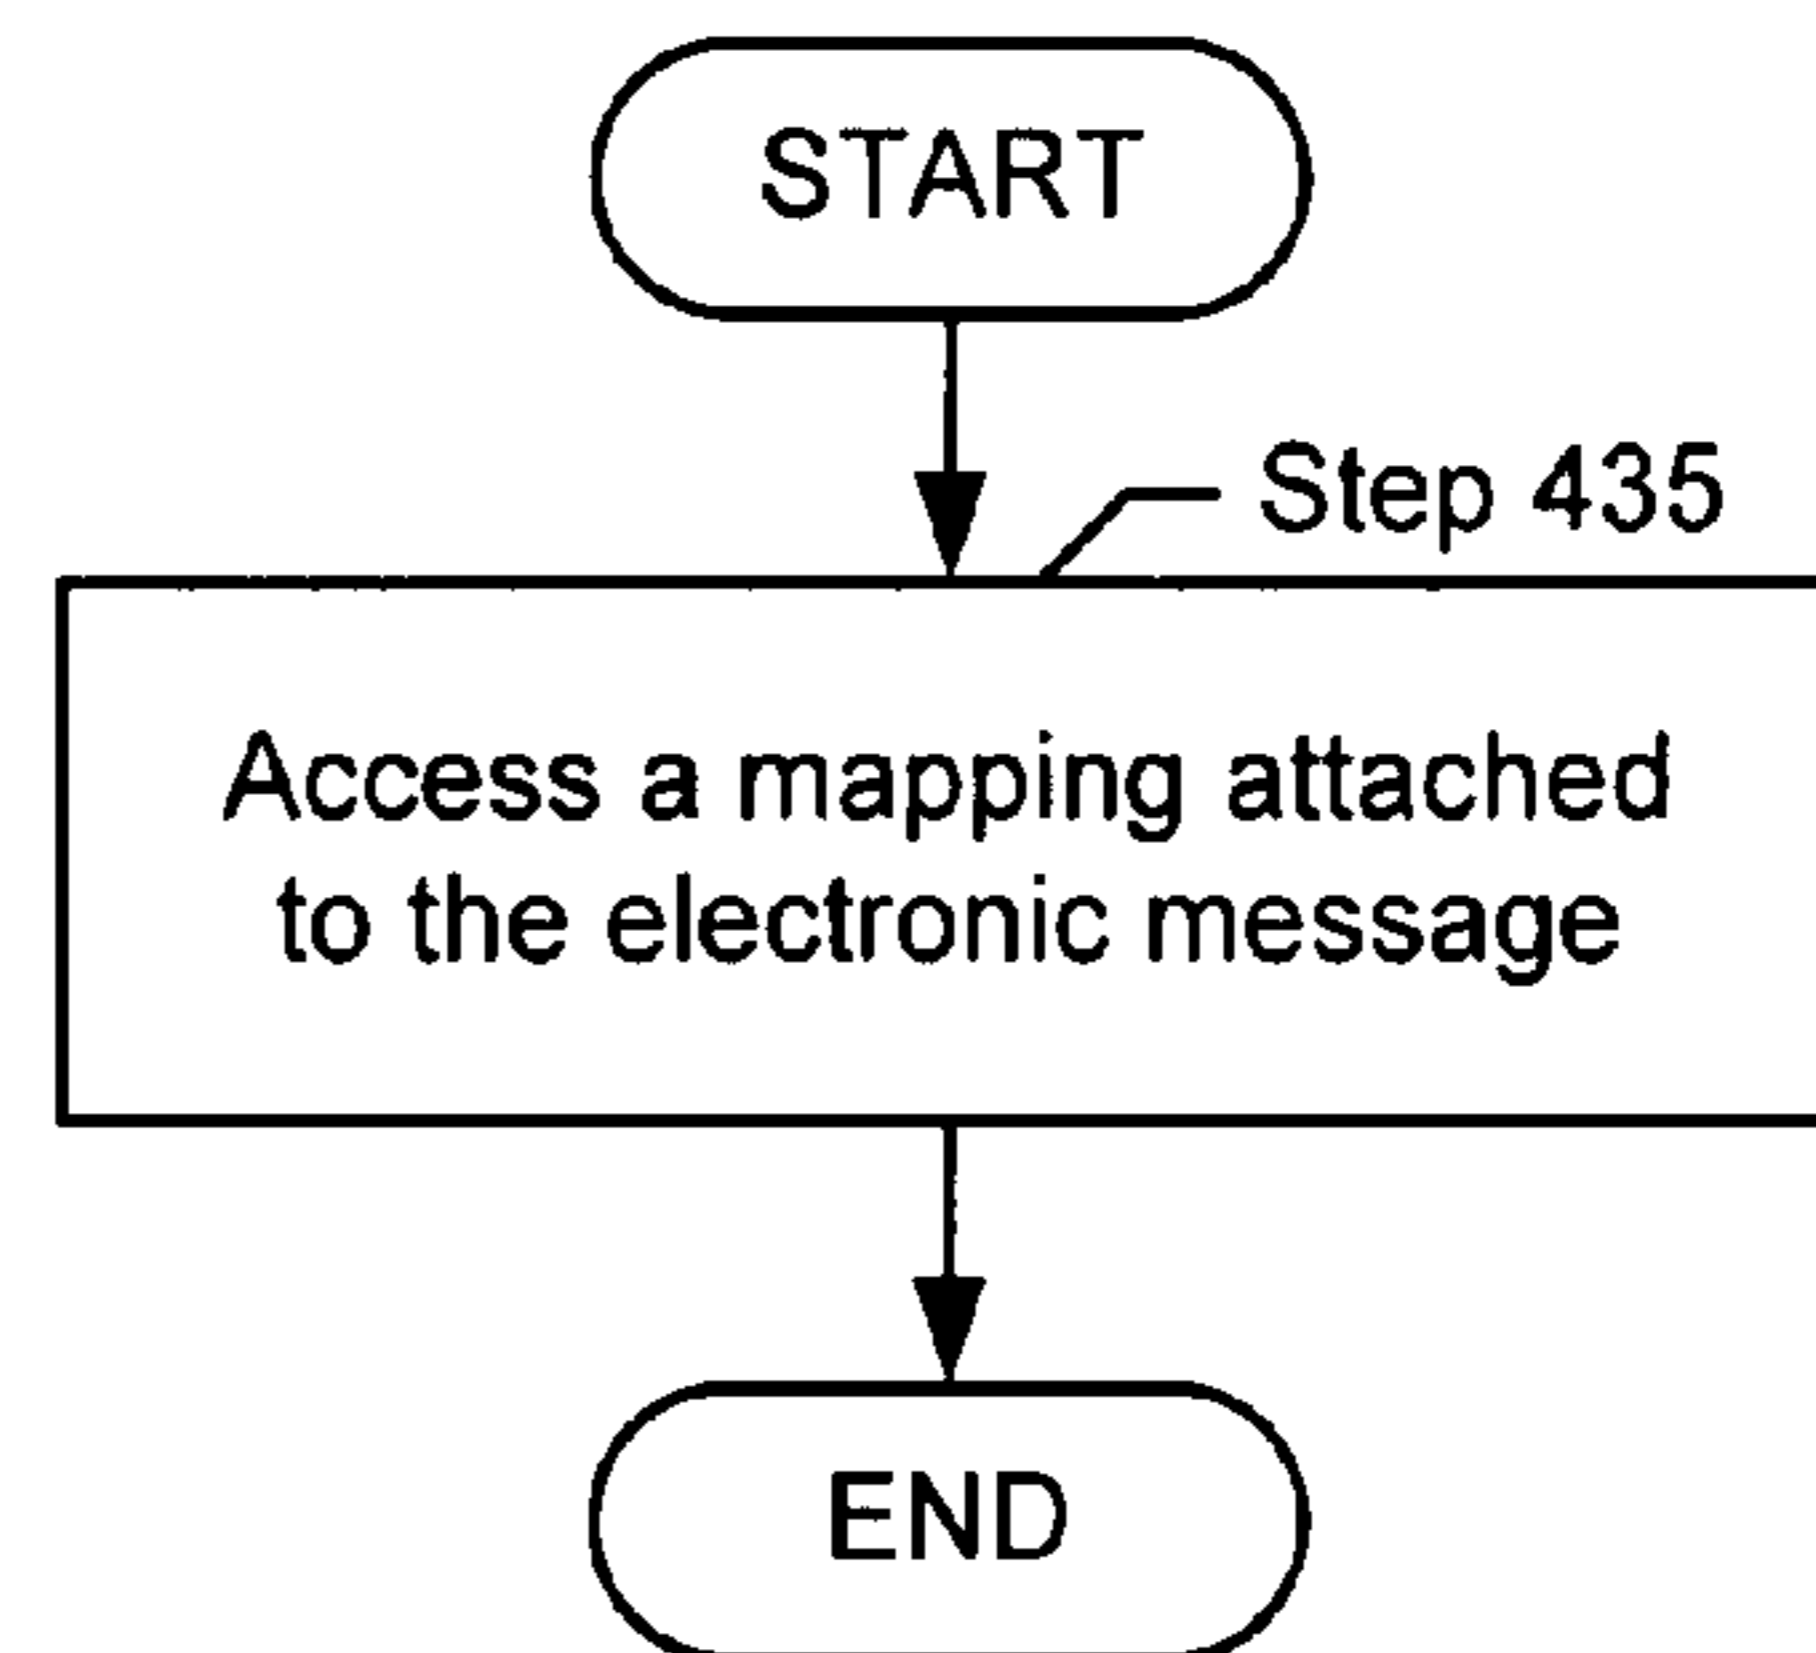 START
Step 435
Access a mapping attached
to the electronic message
END